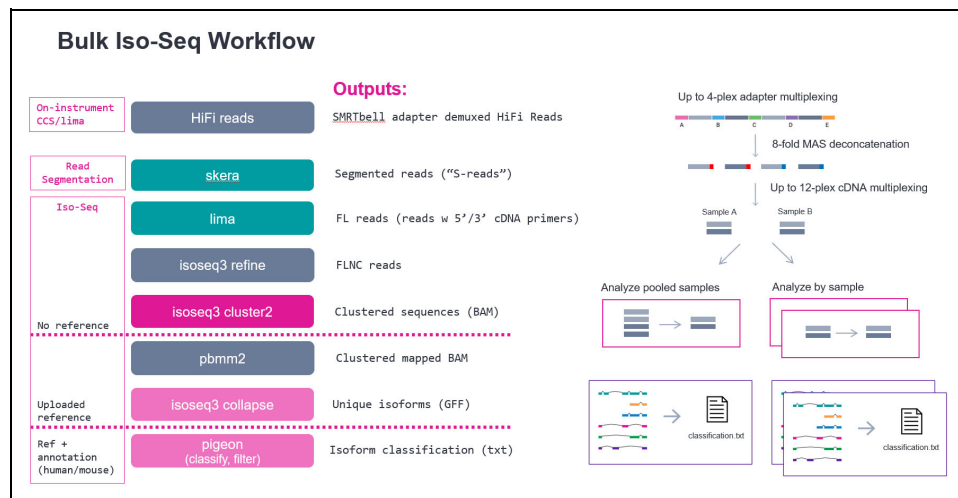 Bulk Iso-Seq Workflow
Outputs:
On-instrument
CCS/lima
HiFi reads
SMRTbell adapter demuxed HiFi Reads
Read
Segmentation
skera
Segmented reads (“S-reads”)
Iso-Seq
lima
FL reads (reads w 5’/3’ cDNA primers)
isoseq3 refine
FLNC reads
isoseq3 cluster2
Clustered sequences (BAM)
No reference
pbmm2
Clustered mapped BAM
Uploaded
reference
isoseq3 collapse
Unique isoforms (GFF)
Ref +
annotation
(human/mouse)
pigeon
(classify, filter)
Isoform classification (txt)
Up to 4-plex adapter multiplexing
A B C D E
8-fold MAS deconcatenation
Up to 12-plex cDNA multiplexing
Sample A Sample B
Analyze pooled samples
Analyze by sample
classification.txt
classification.txt